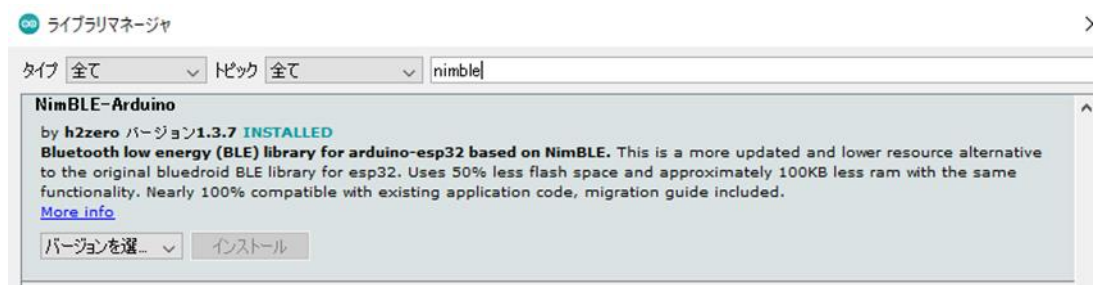 ライブラリマネージャ
タイプ 全て トピック 全て nimble
NimBLE-Arduino
by h2zero バージョン1.3.7 INSTALLED
Bluetooth low energy (BLE) library for arduino-esp32 based on NimBLE. This is a more updated and lower resource alternative
to the original bluedroid BLE library for esp32. Uses 50% less flash space and approximately 100KB less ram with the same
functionality. Nearly 100% compatible with existing application code, migration guide included.
More info
バージョンを選... インストール